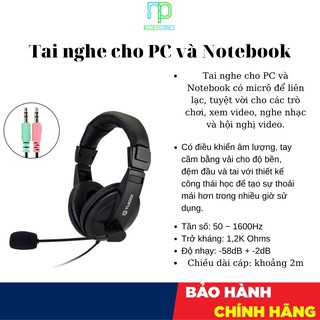 ACCESSORIES
Tai nghe cho PC và Notebook
Tai nghe cho PC và
Notebook có micrô để liên
lạc, tuyệt vời cho các trò
chơi, xem video, nghe nhạc
và hội nghị video.
Có điều khiển âm lượng, tay
cầm bằng vải cho độ bền,
đệm đầu và tai với thiết kế
công thái học để tạo sự thoải
mái hơn trong nhiều giờ sử
dụng.
Tần số: 50 ~ 1600Hz
Trở kháng: 1,2K Ohms
Độ nhạy: -58dB + -2dB
Chiều dài cáp: khoảng 2m
BẢO HÀNH
CHÍNH HÃNG